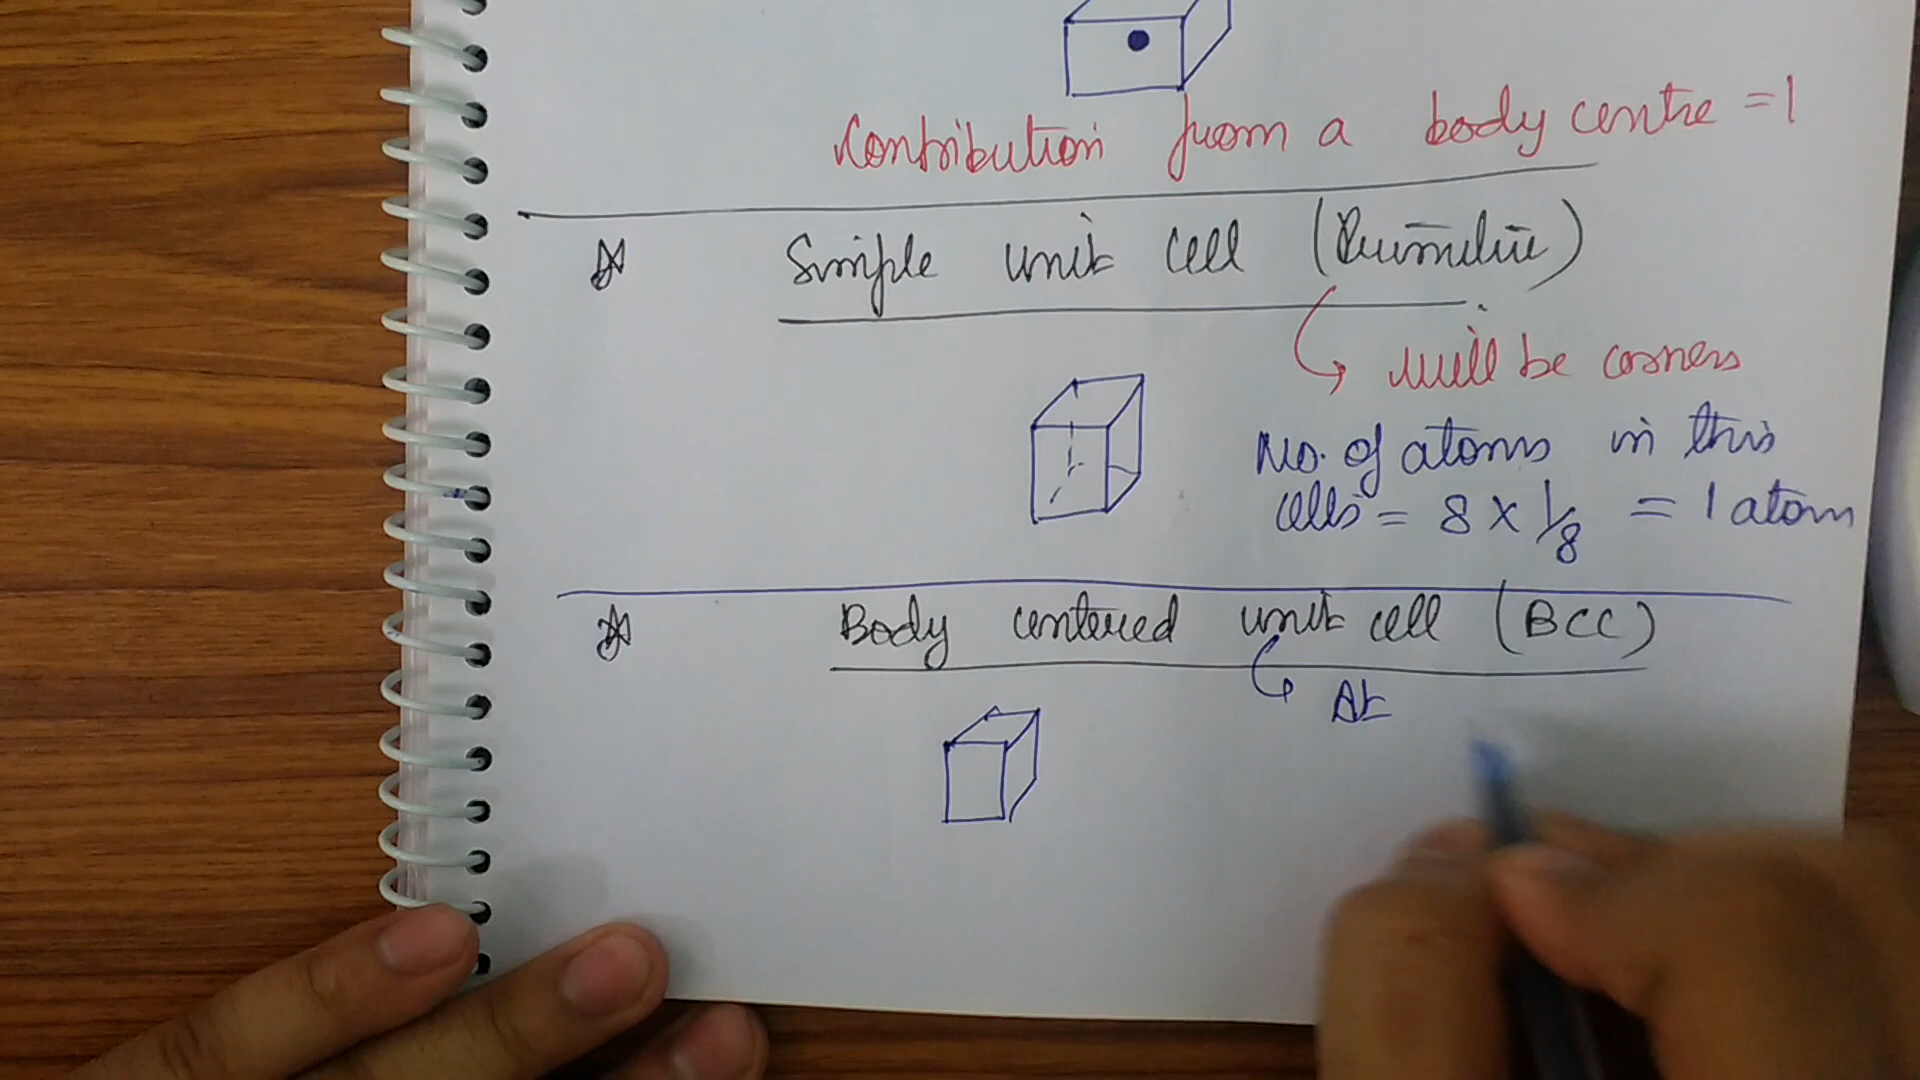 Contribution from a body centre = 1
Simple unit cell (Primitive)
will be corners
No. of atoms in this
cells = 8 x 1/8 = 1 atom
Body centered unit cell (BCC)
At